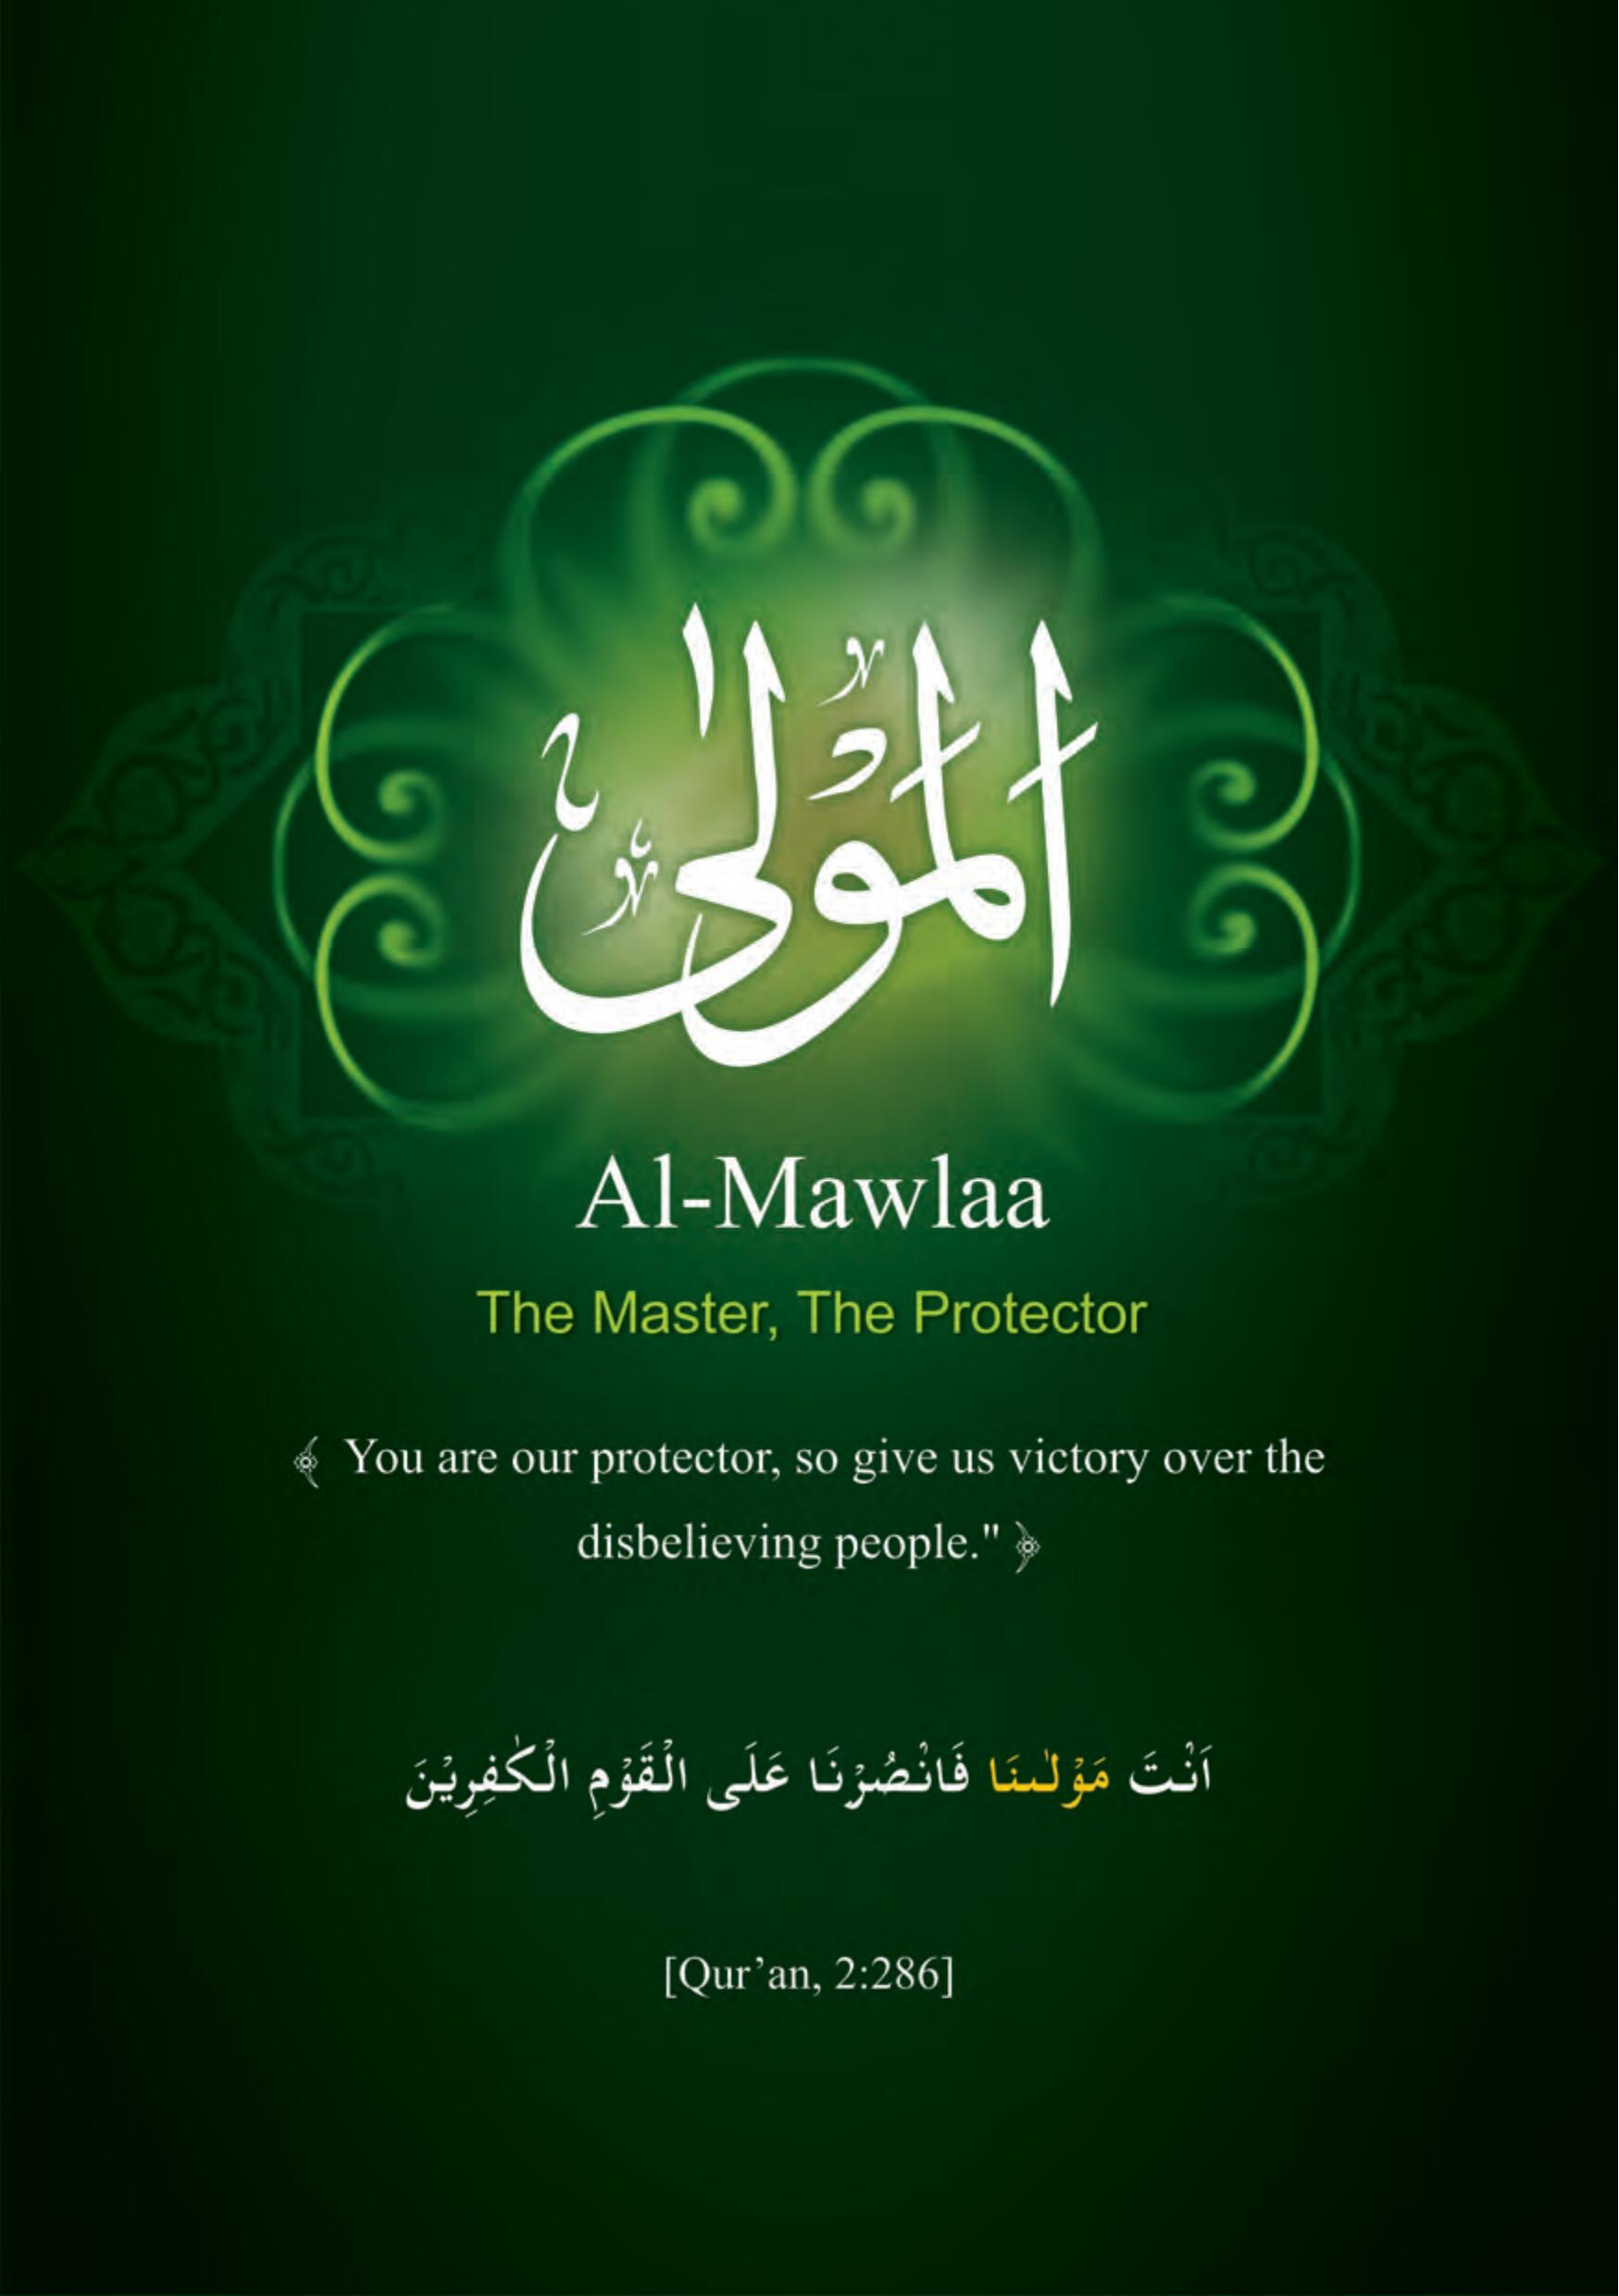 المولىٰ
Al-Mawlaa
The Master, The Protector
﴾ You are our protector, so give us victory over the
disbelieving people." ﴿
اَنْتَ مَوْلٰىنَا فَانْصُرْنَا عَلَى الْقَوْمِ الْكٰفِرِيْنَ
[Qur’an, 2:286]